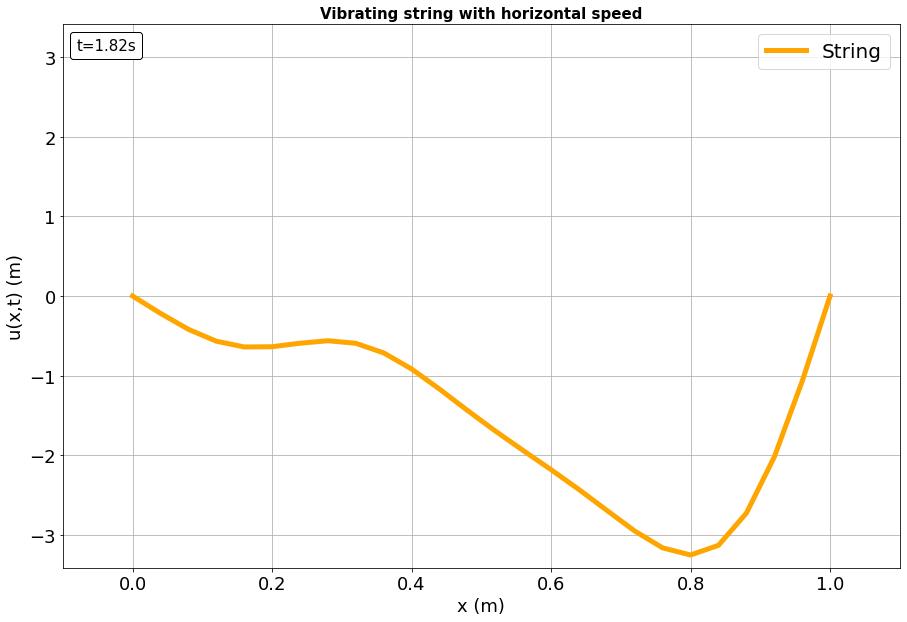 Vibrating string with horizontal speed
t=1.82s
String
3
2
1
0
−1
−2
−3
u(x,t) (m)
0.0 0.2 0.4 0.6 0.8 1.0
x (m)